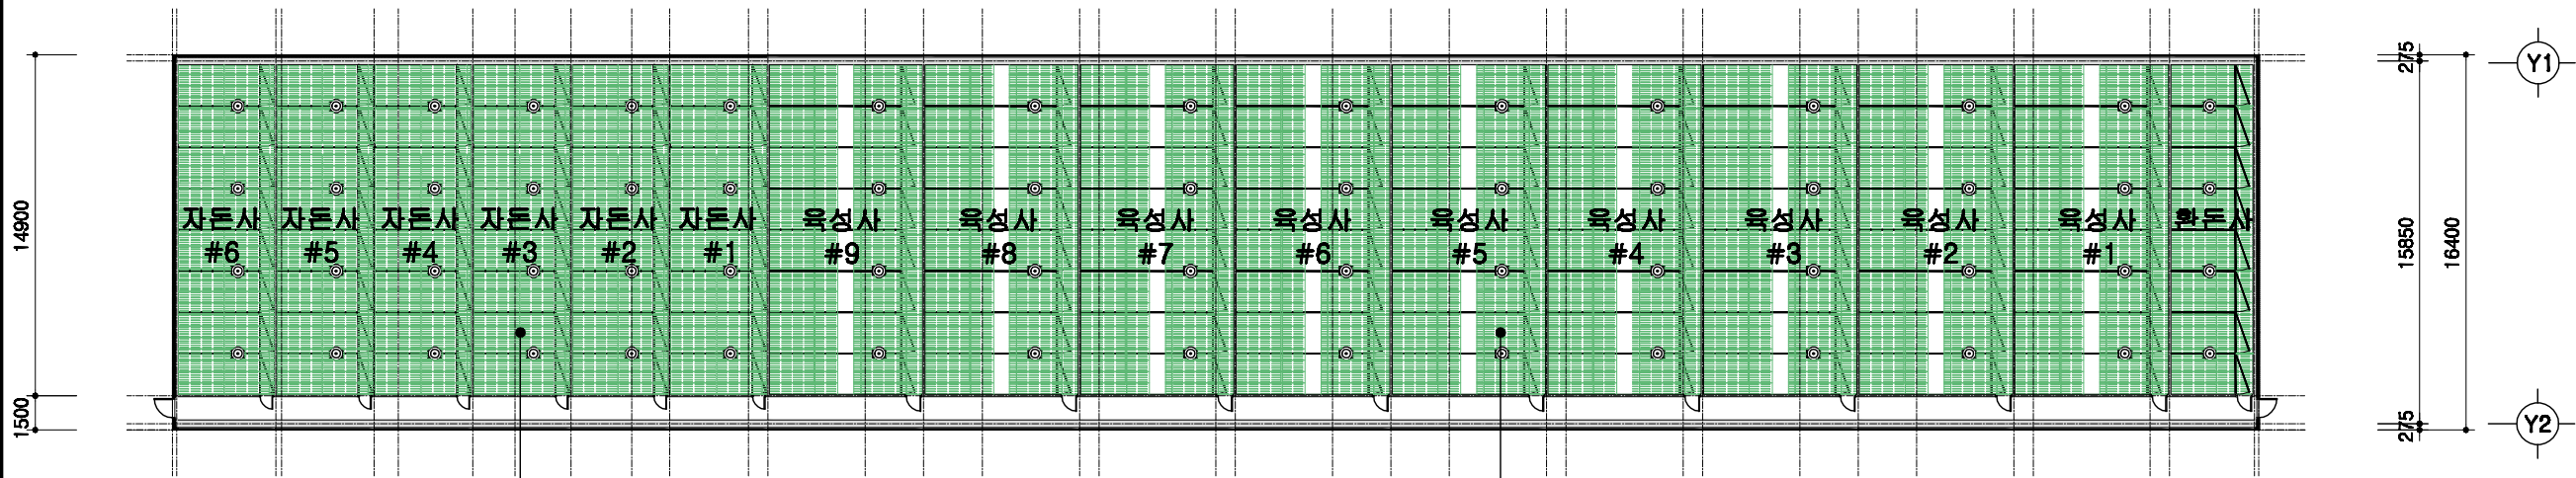 275
Y1
자돈사 자돈사 자돈사 자돈사 자돈사 자돈사 육성사 육성사 육성사 육성사 육성사 육성사 육성사 육성사 육성사 환돈사
#6 #5 #4 #3 #2 #1 #9 #8 #7 #6 #5 #4 #3 #2 #1
14900
15850
16400
1500
275
Y2